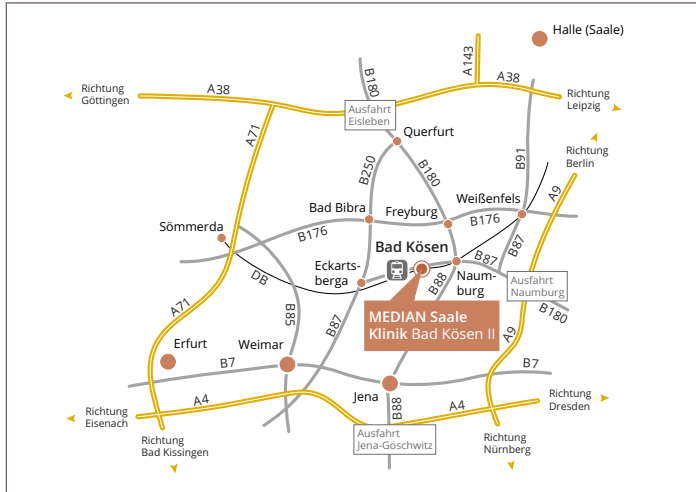 Halle (Saale)
A143
B180
A38
A38
Richtung
Göttingen
Richtung
Leipzig
Ausfahrt
Eisleben
A71
Querfurt
B91
Richtung
Berlin
B250
B180
A9
Weißenfels
Bad Bibra
Freyburg
B176
Sömmerda
B176
B87
Bad Kösen
B87
DB
Eckarts-
berga
Naum-
burg
B88
Ausfahrt
Naumburg
A71
B85
B87
MEDIAN Saale
Klinik Bad Kösen II
B180
A9
Erfurt
Weimar
B7
B7
Jena
A4
B88
A4
Richtung
Eisenach
Richtung
Dresden
Richtung
Bad Kissingen
Ausfahrt
Jena-Göschwitz
Richtung
Nürnberg